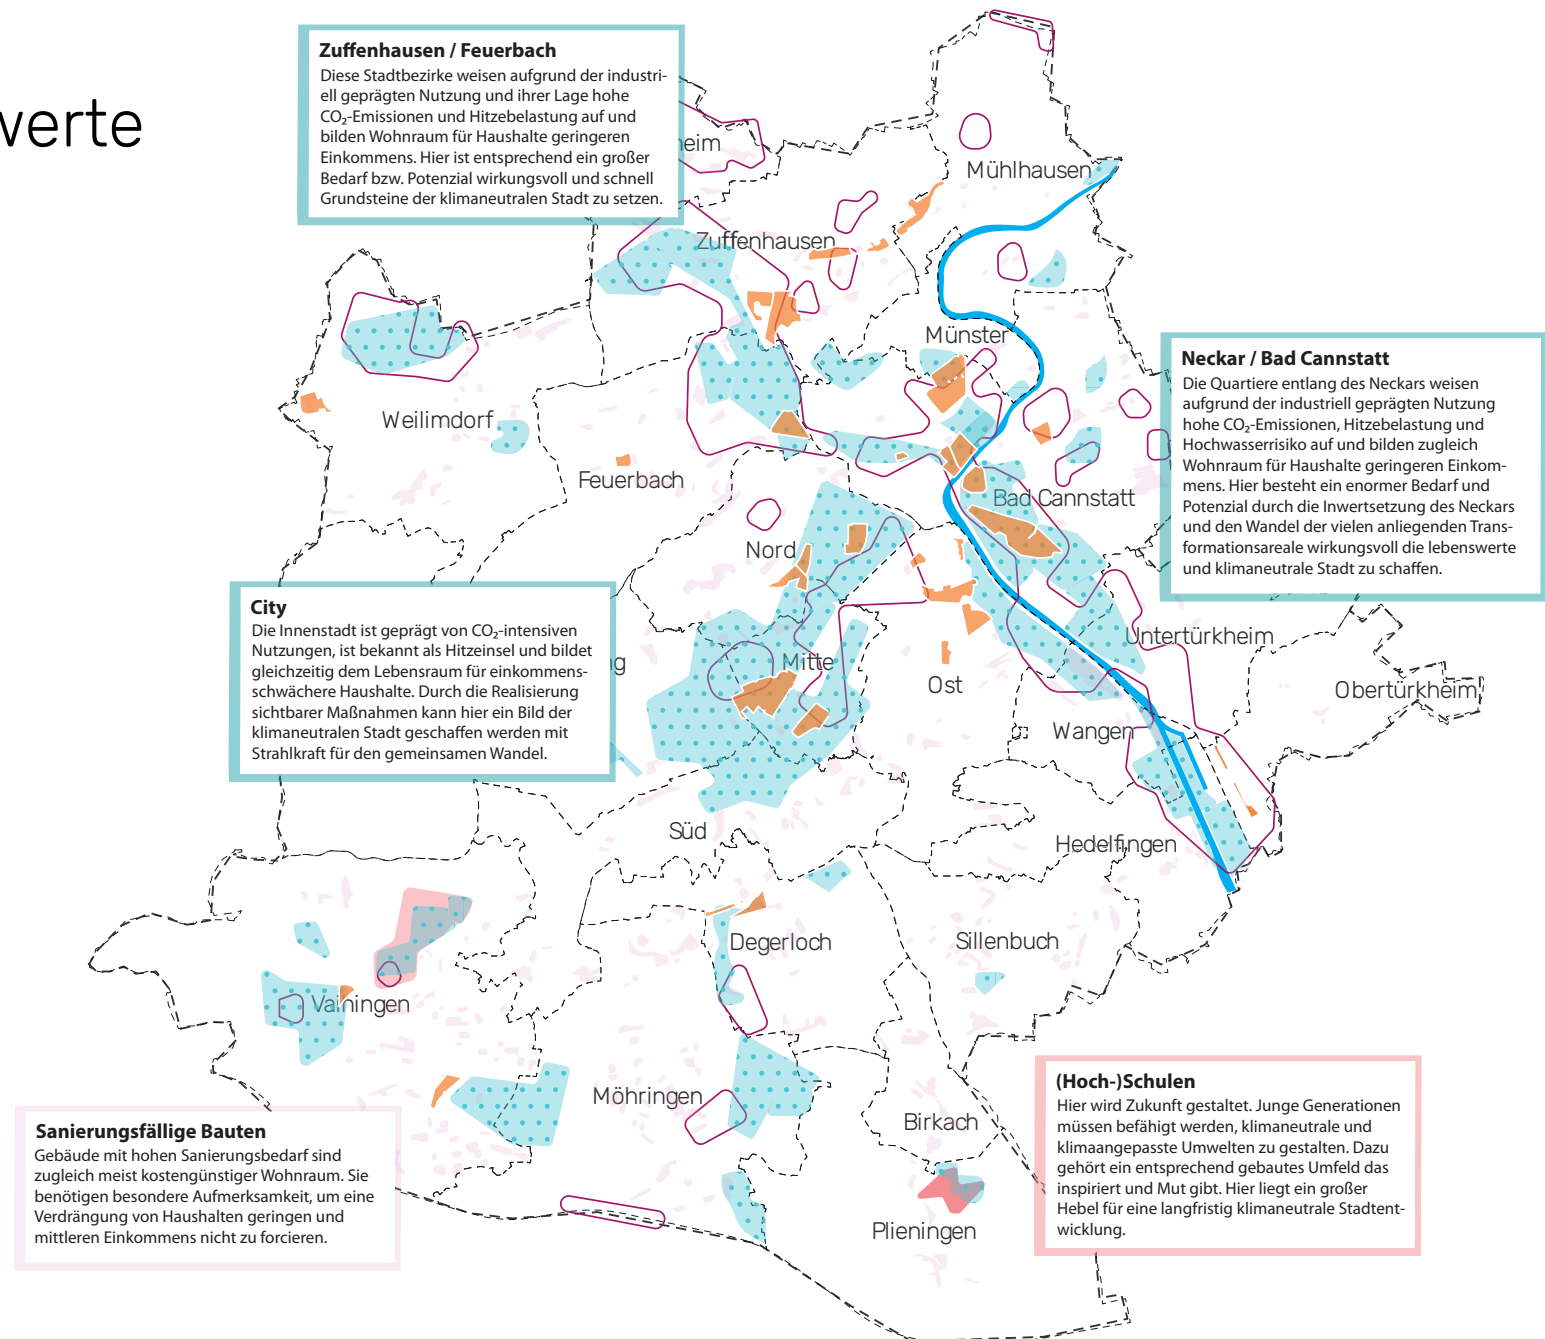 werte
Zuffenhausen / Feuerbach
Diese Stadtbezirke weisen aufgrund der industri-
ell geprägten Nutzung und ihrer Lage hohe
CO₂-Emissionen und Hitzebelastung auf und
bilden Wohnraum für Haushalte geringeren
Einkommens. Hier ist entsprechend ein großer
Bedarf bzw. Potenzial wirkungsvoll und schnell
Grundsteine der klimaneutralen Stadt zu setzen.
heim
Mühlhausen
Zuffenhausen
Münster
Weilimdorf
Feuerbach
Bad Cannstatt
Nord
Neckar / Bad Cannstatt
Die Quartiere entlang des Neckars weisen
aufgrund der industriell geprägten Nutzung
hohe CO₂-Emissionen, Hitzebelastung und
Hochwasserrisiko auf und bilden zugleich
Wohnraum für Haushalte geringeren Einkom-
mens. Hier besteht ein enormer Bedarf und
Potenzial durch die Inwertsetzung des Neckars
und den Wandel der vielen anliegenden Trans-
formationsareale wirkungsvoll die lebenswerte
und klimaneutrale Stadt zu schaffen.
City
Die Innenstadt ist geprägt von CO₂-intensiven
Nutzungen, ist bekannt als Hitzeinsel und bildet
gleichzeitig dem Lebensraum für einkommens-
schwächere Haushalte. Durch die Realisierung
sichtbarer Maßnahmen kann hier ein Bild der
klimaneutralen Stadt geschaffen werden mit
Strahlkraft für den gemeinsamen Wandel.
ng
Mitte
Ost
Untertürkheim
Obertürkheim
Wangen
Süd
Hedelfingen
Degerloch
Sillenbuch
Vaihingen
Möhringen
Birkach
Plieningen
Sanierungsfällige Bauten
Gebäude mit hohen Sanierungsbedarf sind
zugleich meist kostengünstiger Wohnraum. Sie
benötigen besondere Aufmerksamkeit, um eine
Verdrängung von Haushalten geringen und
mittleren Einkommens nicht zu forcieren.
(Hoch-)Schulen
Hier wird Zukunft gestaltet. Junge Generationen
müssen befähigt werden, klimaneutrale und
klimaangepasste Umwelten zu gestalten. Dazu
gehört ein entsprechend gebautes Umfeld das
inspiriert und Mut gibt. Hier liegt ein großer
Hebel für eine langfristig klimaneutrale Stadtent-
wicklung.